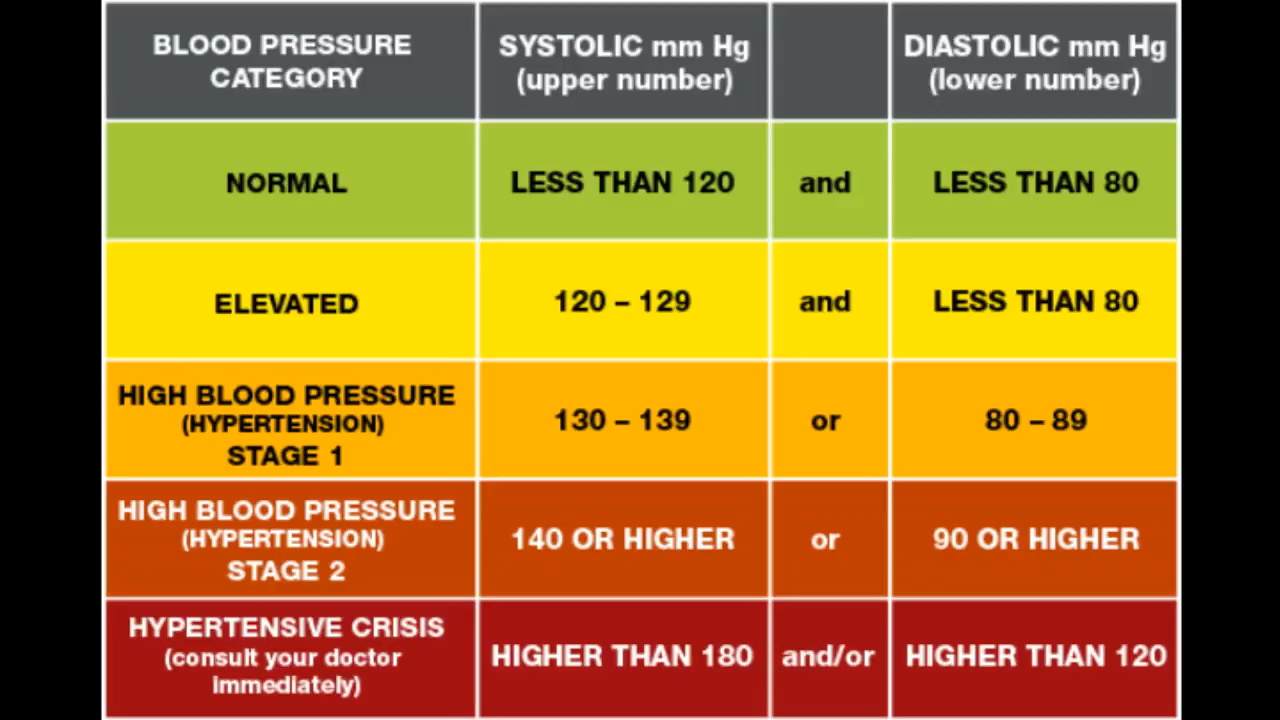 BLOOD PRESSURE
CATEGORY
SYSTOLIC mm Hg
(upper number)
DIASTOLIC mm Hg
(lower number)
NORMAL
LESS THAN 120
and
LESS THAN 80
ELEVATED
120 – 129
and
LESS THAN 80
HIGH BLOOD PRESSURE
(HYPERTENSION)
STAGE 1
130 – 139
or
80 – 89
HIGH BLOOD PRESSURE
(HYPERTENSION)
STAGE 2
140 OR HIGHER
or
90 OR HIGHER
HYPERTENSIVE CRISIS
(consult your doctor
immediately)
HIGHER THAN 180
and/or
HIGHER THAN 120